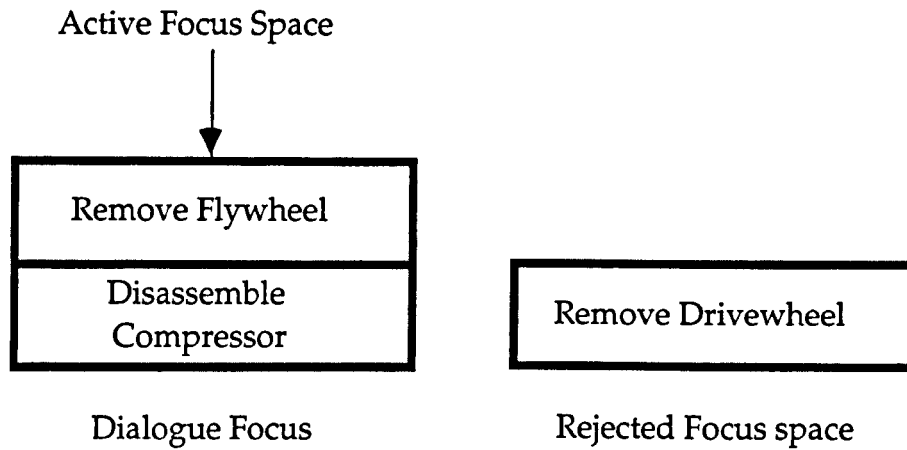 Active Focus Space
Remove Flywheel
Disassemble
Compressor
Remove Drivewheel
Dialogue Focus
Rejected Focus space